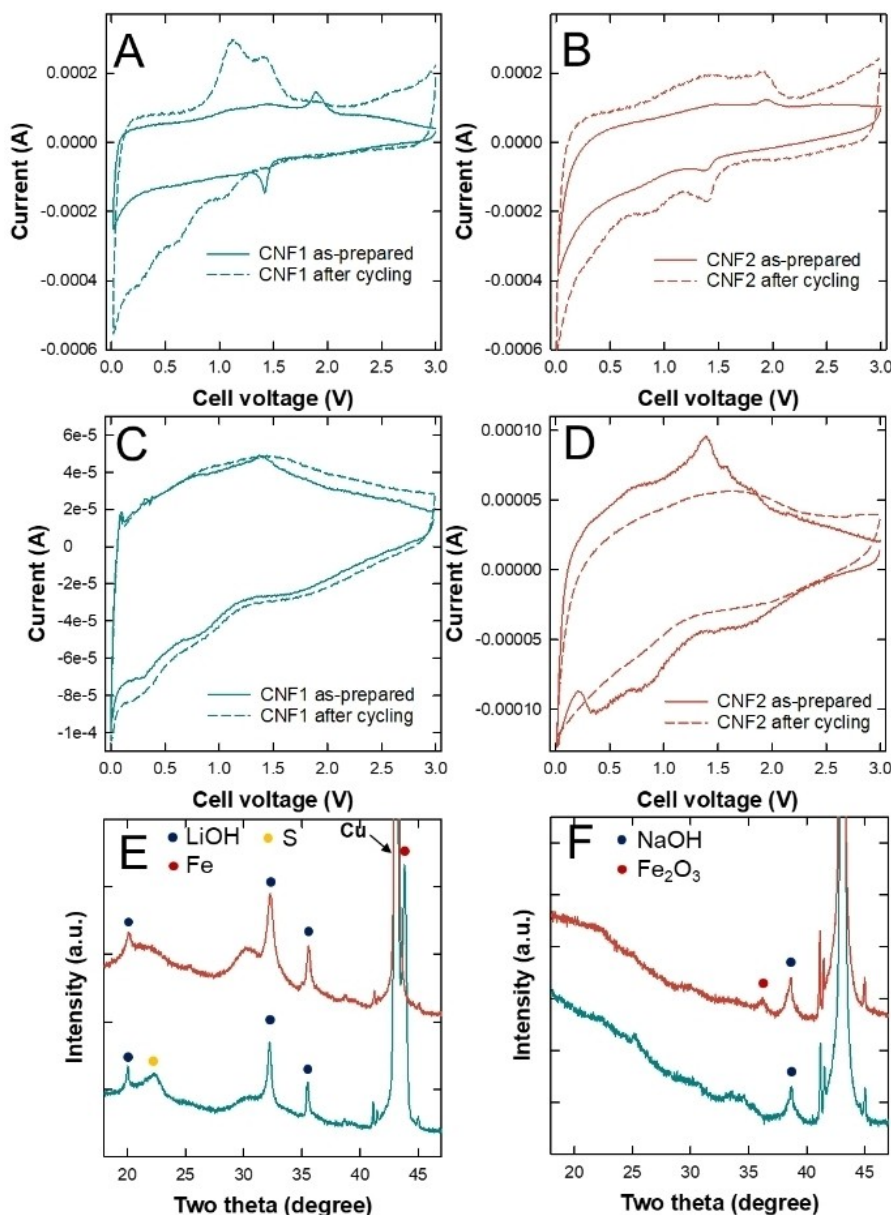 A
0.0002
0.0000
-0.0002
-0.0004
-0.0006
Current (A)
CNF1 as-prepared
CNF1 after cycling
0.0 0.5 1.0 1.5 2.0 2.5 3.0
Cell voltage (V)
B
0.0002
0.0000
-0.0002
-0.0004
-0.0006
Current (A)
CNF2 as-prepared
CNF2 after cycling
0.0 0.5 1.0 1.5 2.0 2.5 3.0
Cell voltage (V)
C
6e-5
4e-5
2e-5
0
-2e-5
-4e-5
-6e-5
-8e-5
-1e-4
Current (A)
CNF1 as-prepared
CNF1 after cycling
0.0 0.5 1.0 1.5 2.0 2.5 3.0
Cell voltage (V)
D
0.00010
0.00005
0.00000
-0.00005
-0.00010
Current (A)
CNF2 as-prepared
CNF2 after cycling
0.0 0.5 1.0 1.5 2.0 2.5 3.0
Cell voltage (V)
E
LiOH
S
Fe
Cu
Intensity (a.u.)
20 25 30 35 40 45
Two theta (degree)
F
NaOH
Fe₂O₃
Intensity (a.u.)
20 25 30 35 40 45
Two theta (degree)